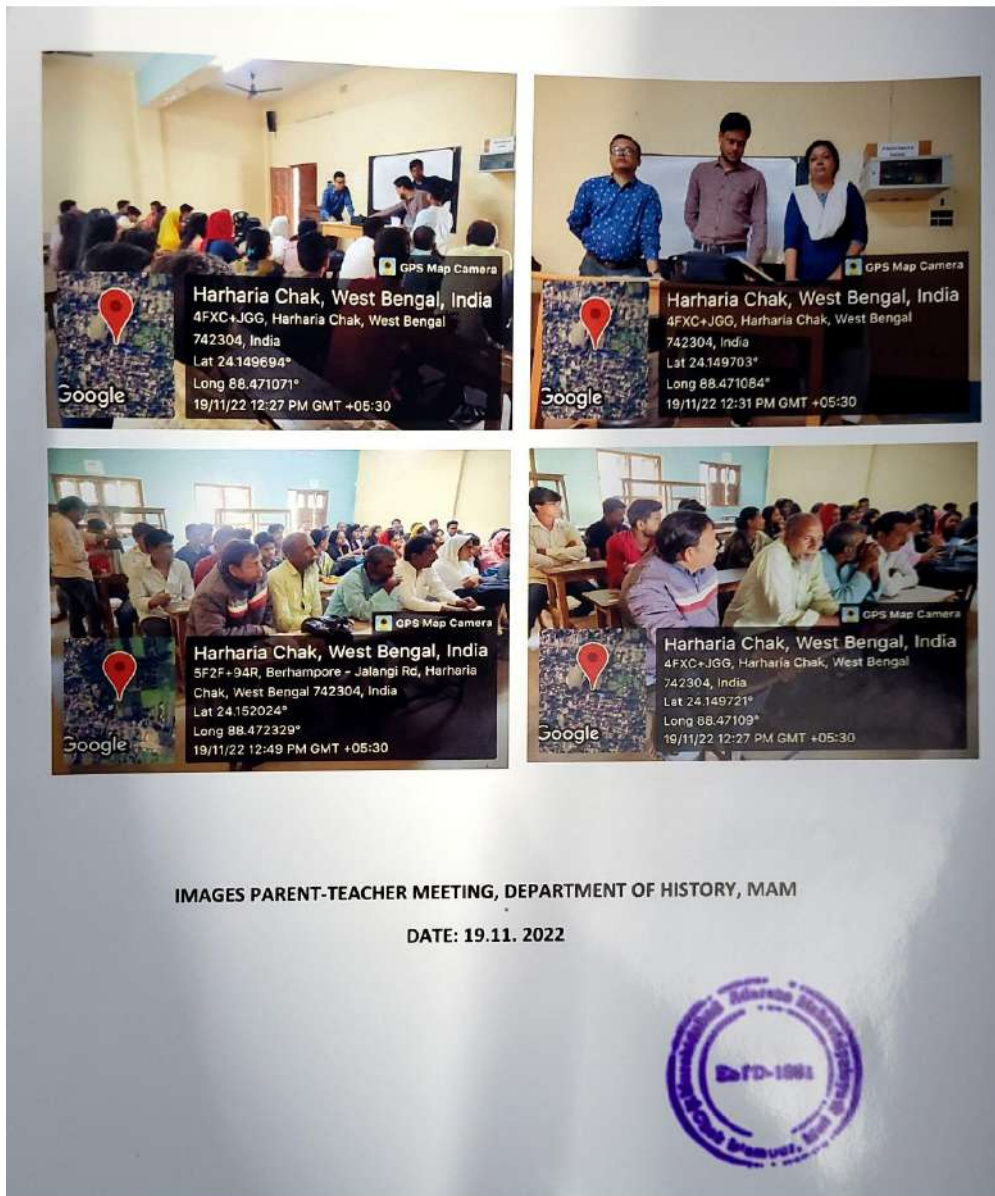 GPS Map Camera
Harharia Chak, West Bengal, India
4FXC+JGG, Harharia Chak, West Bengal
742304, India
Lat 24.149694°
Long 88.471071°
19/11/22 12:27 PM GMT +05:30
Google
GPS Map Camera
Harharia Chak, West Bengal, India
4FXC+JGG, Harharia Chak, West Bengal
742304, India
Lat 24.149703°
Long 88.471084°
19/11/22 12:31 PM GMT +05:30
Google
GPS Map Camera
Harharia Chak, West Bengal, India
5F2F+94R, Berhampore - Jalangi Rd, Harharia
Chak, West Bengal 742304, India
Lat 24.152024°
Long 88.472329°
19/11/22 12:49 PM GMT +05:30
Google
GPS Map Camera
Harharia Chak, West Bengal, India
4FXC+JGG, Harharia Chak, West Bengal
742304, India
Lat 24.149721°
Long 88.47109°
19/11/22 12:27 PM GMT +05:30
Google
IMAGES PARENT-TEACHER MEETING, DEPARTMENT OF HISTORY, MAM
DATE: 19.11. 2022
Adarsha Mahavidyalaya